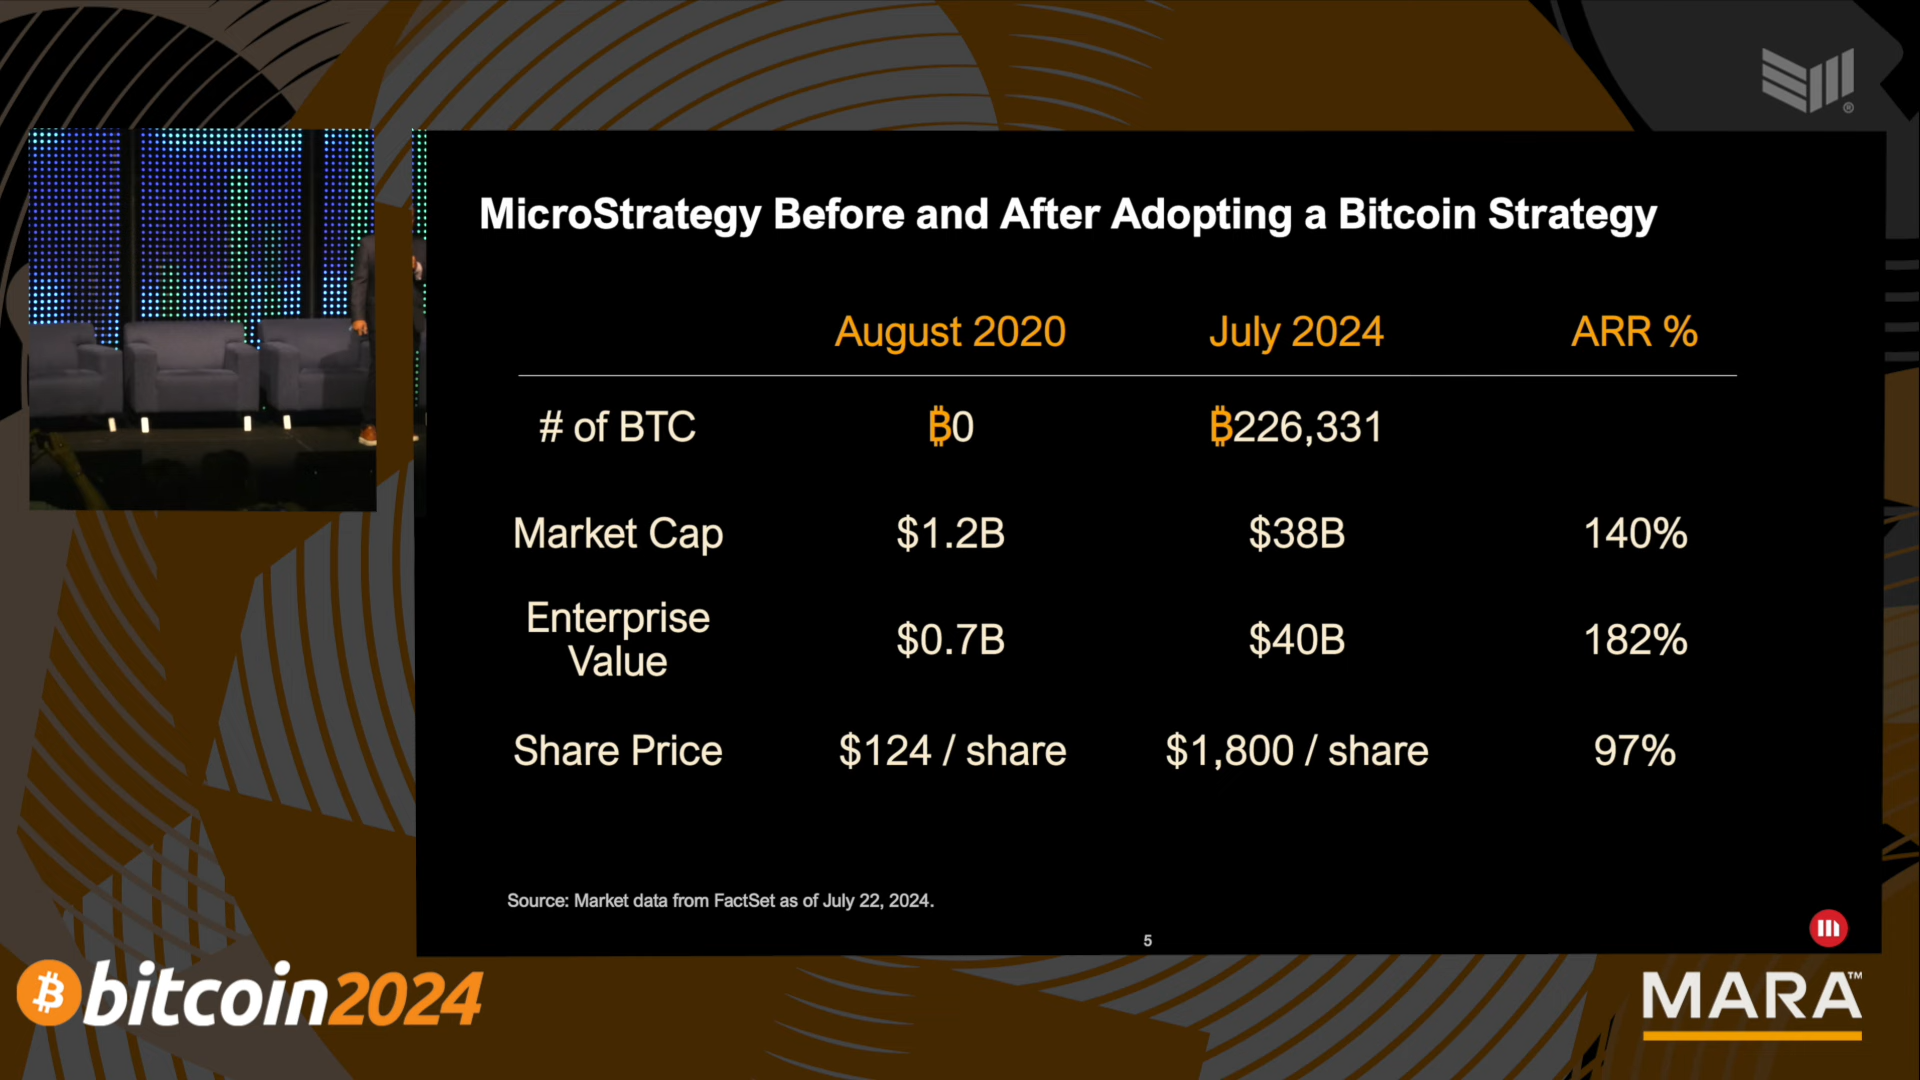 MicroStrategy Before and After Adopting a Bitcoin Strategy
August 2020 July 2024 ARR %
# of BTC ₿0 ₿226,331
Market Cap $1.2B $38B 140%
Enterprise
Value $0.7B $40B 182%
Share Price $124 / share $1,800 / share 97%
Source: Market data from FactSet as of July 22, 2024.
5
bitcoin2024
MARA™